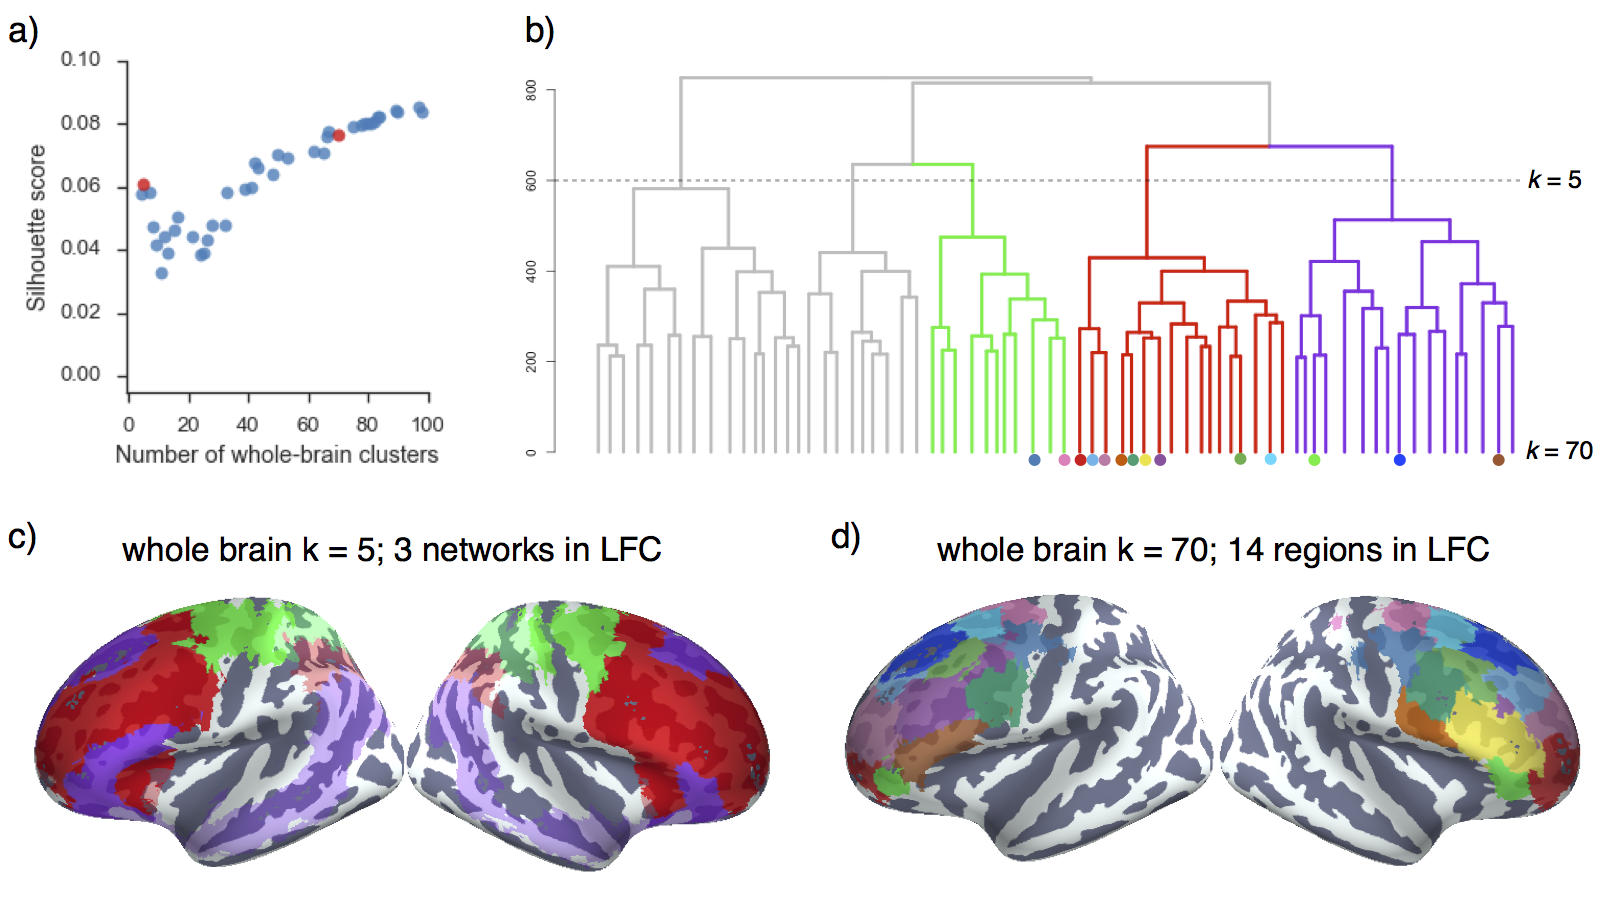 a)
0.10
0.08
0.06
0.04
0.02
0.00
Silhouette score
0 20 40 60 80 100
Number of whole-brain clusters
b)
800
600
400
200
0
k = 5
k = 70
c)
whole brain k = 5; 3 networks in LFC
d)
whole brain k = 70; 14 regions in LFC